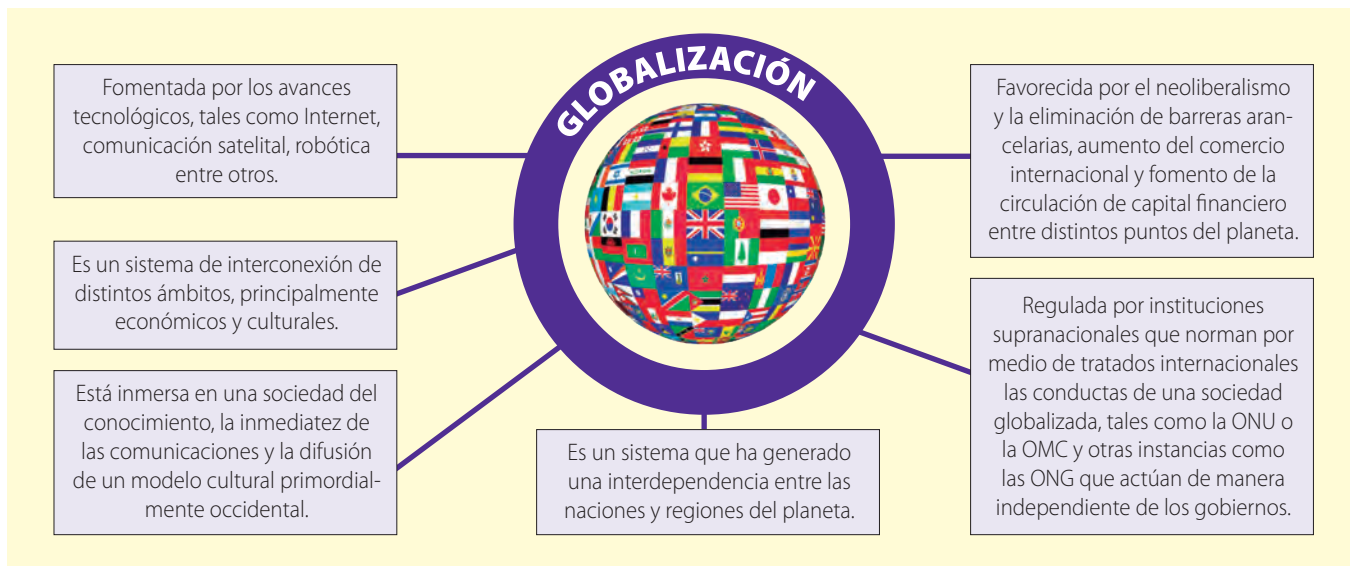 GLOBALIZACIÓN
Fomentada por los avances
tecnológicos, tales como Internet,
comunicación satelital, robótica
entre otros.
Es un sistema de interconexión de
distintos ámbitos, principalmente
económicos y culturales.
Está inmersa en una sociedad del
conocimiento, la inmediatez de
las comunicaciones y la difusión
de un modelo cultural primordial-
mente occidental.
Es un sistema que ha generado
una interdependencia entre las
naciones y regiones del planeta.
Favorecida por el neoliberalismo
y la eliminación de barreras aran-
celarias, aumento del comercio
internacional y fomento de la
circulación de capital financiero
entre distintos puntos del planeta.
Regulada por instituciones
supranacionales que norman por
medio de tratados internacionales
las conductas de una sociedad
globalizada, tales como la ONU o
la OMC y otras instancias como
las ONG que actúan de manera
independiente de los gobiernos.